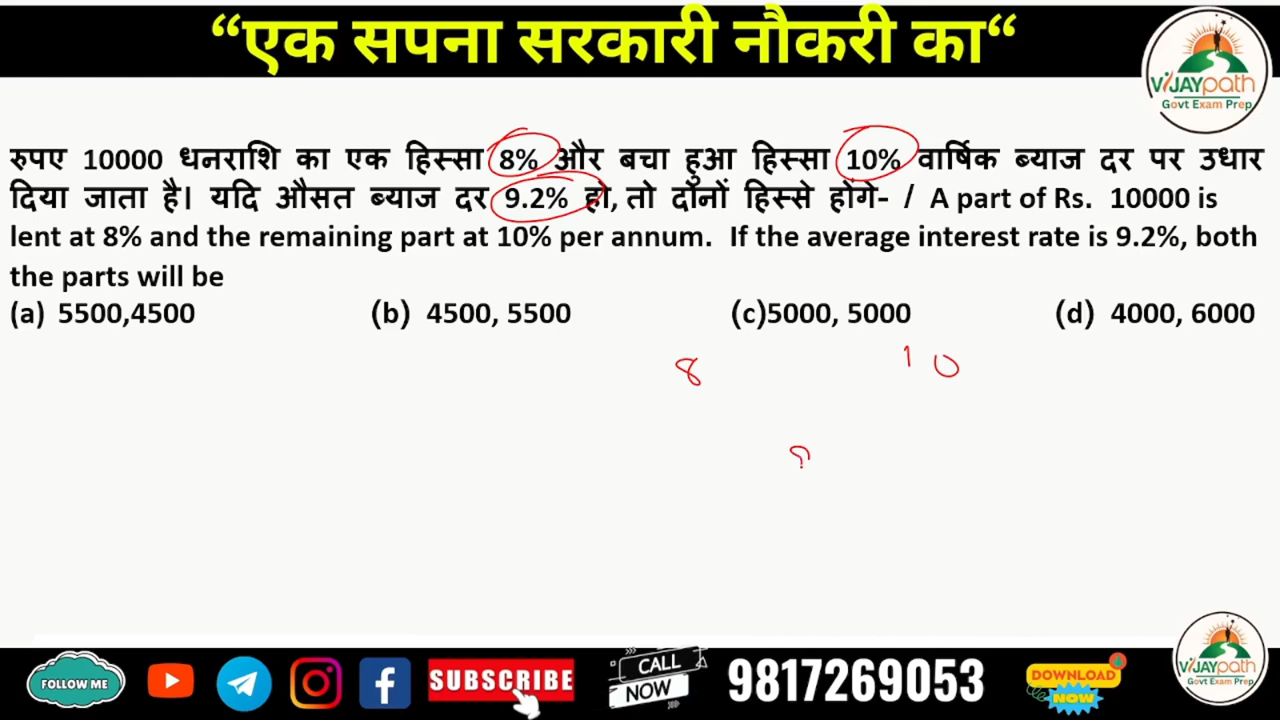 “एक सपना सरकारी नौकरी का“
VIJAYpath
Govt Exam Prep
रुपए 10000 धनराशि का एक हिस्सा 8% और बचा हुआ हिस्सा 10% वार्षिक ब्याज दर पर उधार
दिया जाता है। यदि औसत ब्याज दर 9.2% हो, तो दोनों हिस्से होंगे- / A part of Rs. 10000 is
lent at 8% and the remaining part at 10% per annum. If the average interest rate is 9.2%, both
the parts will be
(a) 5500,4500 (b) 4500, 5500 (c)5000, 5000 (d) 4000, 6000
8 10
VIJAYpath
Govt Exam Prep
FOLLOW ME SUBSCRIBE CALL NOW 9817269053 DOWNLOAD NOW